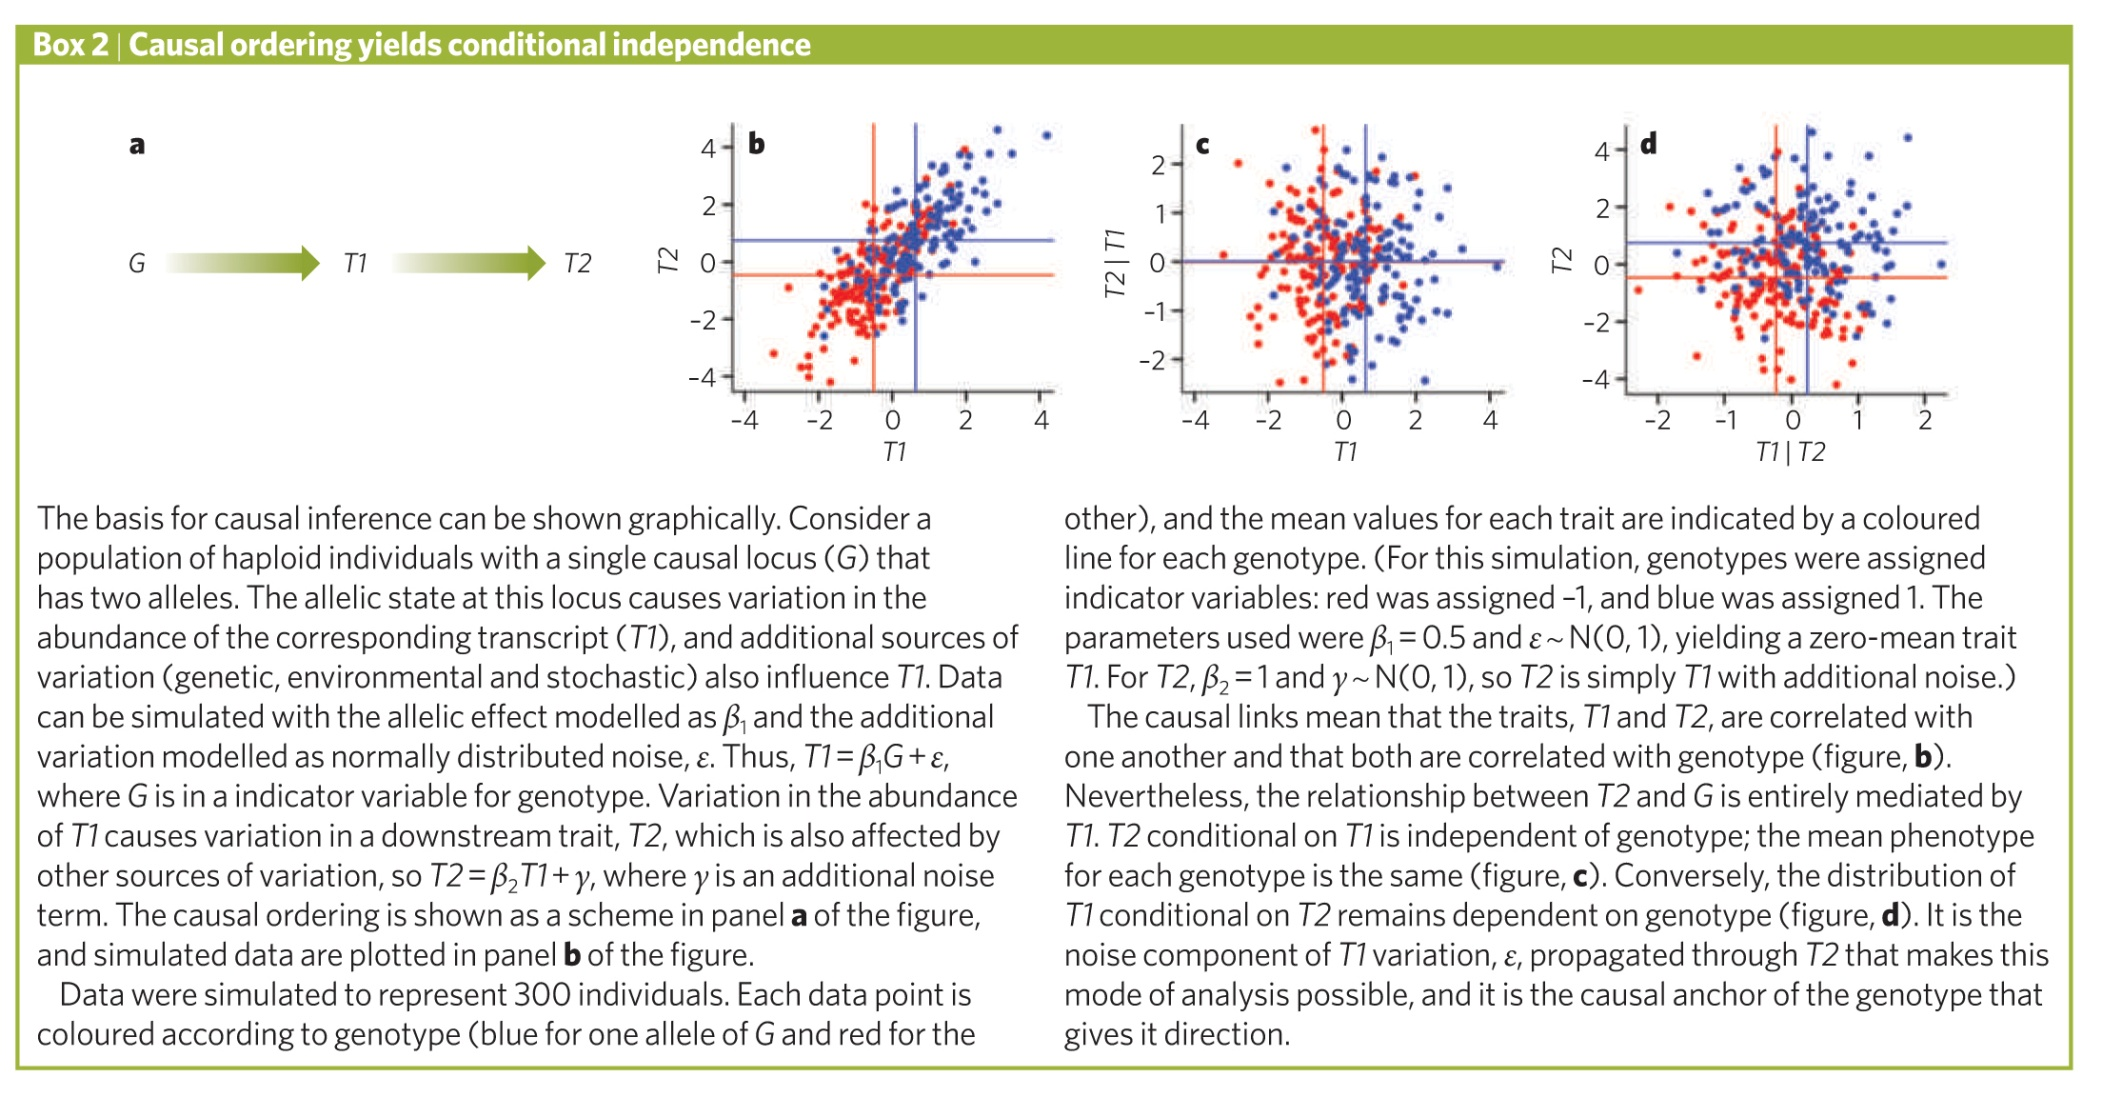 Box 2 | Causal ordering yields conditional independence
a
G
T1
T2
b
T2
4
2
0
−2
−4
−4 −2 0 2 4
T1
c
T2 | T1
2
1
0
−1
−2
−4 −2 0 2 4
T1
d
T2
4
2
0
−2
−4
−2 −1 0 1 2
T1 | T2
The basis for causal inference can be shown graphically. Consider a
population of haploid individuals with a single causal locus (G) that
has two alleles. The allelic state at this locus causes variation in the
abundance of the corresponding transcript (T1), and additional sources of
variation (genetic, environmental and stochastic) also influence T1. Data
can be simulated with the allelic effect modelled as β₁ and the additional
variation modelled as normally distributed noise, ε. Thus, T1 = β₁G + ε,
where G is in a indicator variable for genotype. Variation in the abundance
of T1 causes variation in a downstream trait, T2, which is also affected by
other sources of variation, so T2 = β₂T1 + γ, where γ is an additional noise
term. The causal ordering is shown as a scheme in panel a of the figure,
and simulated data are plotted in panel b of the figure.
Data were simulated to represent 300 individuals. Each data point is
coloured according to genotype (blue for one allele of G and red for the
other), and the mean values for each trait are indicated by a coloured
line for each genotype. (For this simulation, genotypes were assigned
indicator variables: red was assigned –1, and blue was assigned 1. The
parameters used were β₁ = 0.5 and ε ~ N(0, 1), yielding a zero-mean trait
T1. For T2, β₂ = 1 and γ ~ N(0, 1), so T2 is simply T1 with additional noise.)
The causal links mean that the traits, T1 and T2, are correlated with
one another and that both are correlated with genotype (figure, b).
Nevertheless, the relationship between T2 and G is entirely mediated by
T1. T2 conditional on T1 is independent of genotype; the mean phenotype
for each genotype is the same (figure, c). Conversely, the distribution of
T1 conditional on T2 remains dependent on genotype (figure, d). It is the
noise component of T1 variation, ε, propagated through T2 that makes this
mode of analysis possible, and it is the causal anchor of the genotype that
gives it direction.